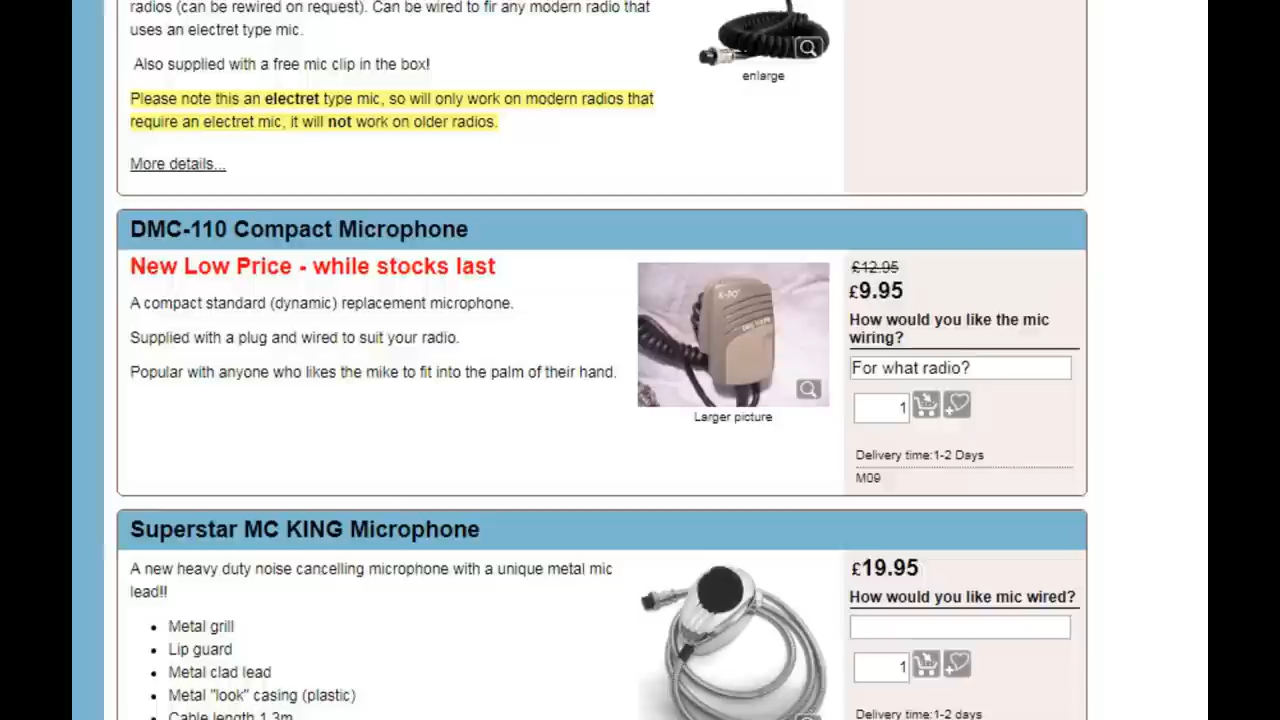 radios (can be rewired on request). Can be wired to fir any modern radio that
uses an electret type mic.
Also supplied with a free mic clip in the box!
enlarge
Please note this an electret type mic, so will only work on modern radios that
require an electret mic, it will not work on older radios.
More details...
DMC-110 Compact Microphone
New Low Price - while stocks last
A compact standard (dynamic) replacement microphone.
Supplied with a plug and wired to suit your radio.
Popular with anyone who likes the mike to fit into the palm of their hand.
Larger picture
£12.95
£9.95
How would you like the mic
wiring?
For what radio?
1
Delivery time:1-2 Days
M09
Superstar MC KING Microphone
A new heavy duty noise cancelling microphone with a unique metal mic
lead!!
Metal grill
Lip guard
Metal clad lead
Metal "look" casing (plastic)
Cable length 1.3m
£19.95
How would you like mic wired?
1
Delivery time:1-2 days